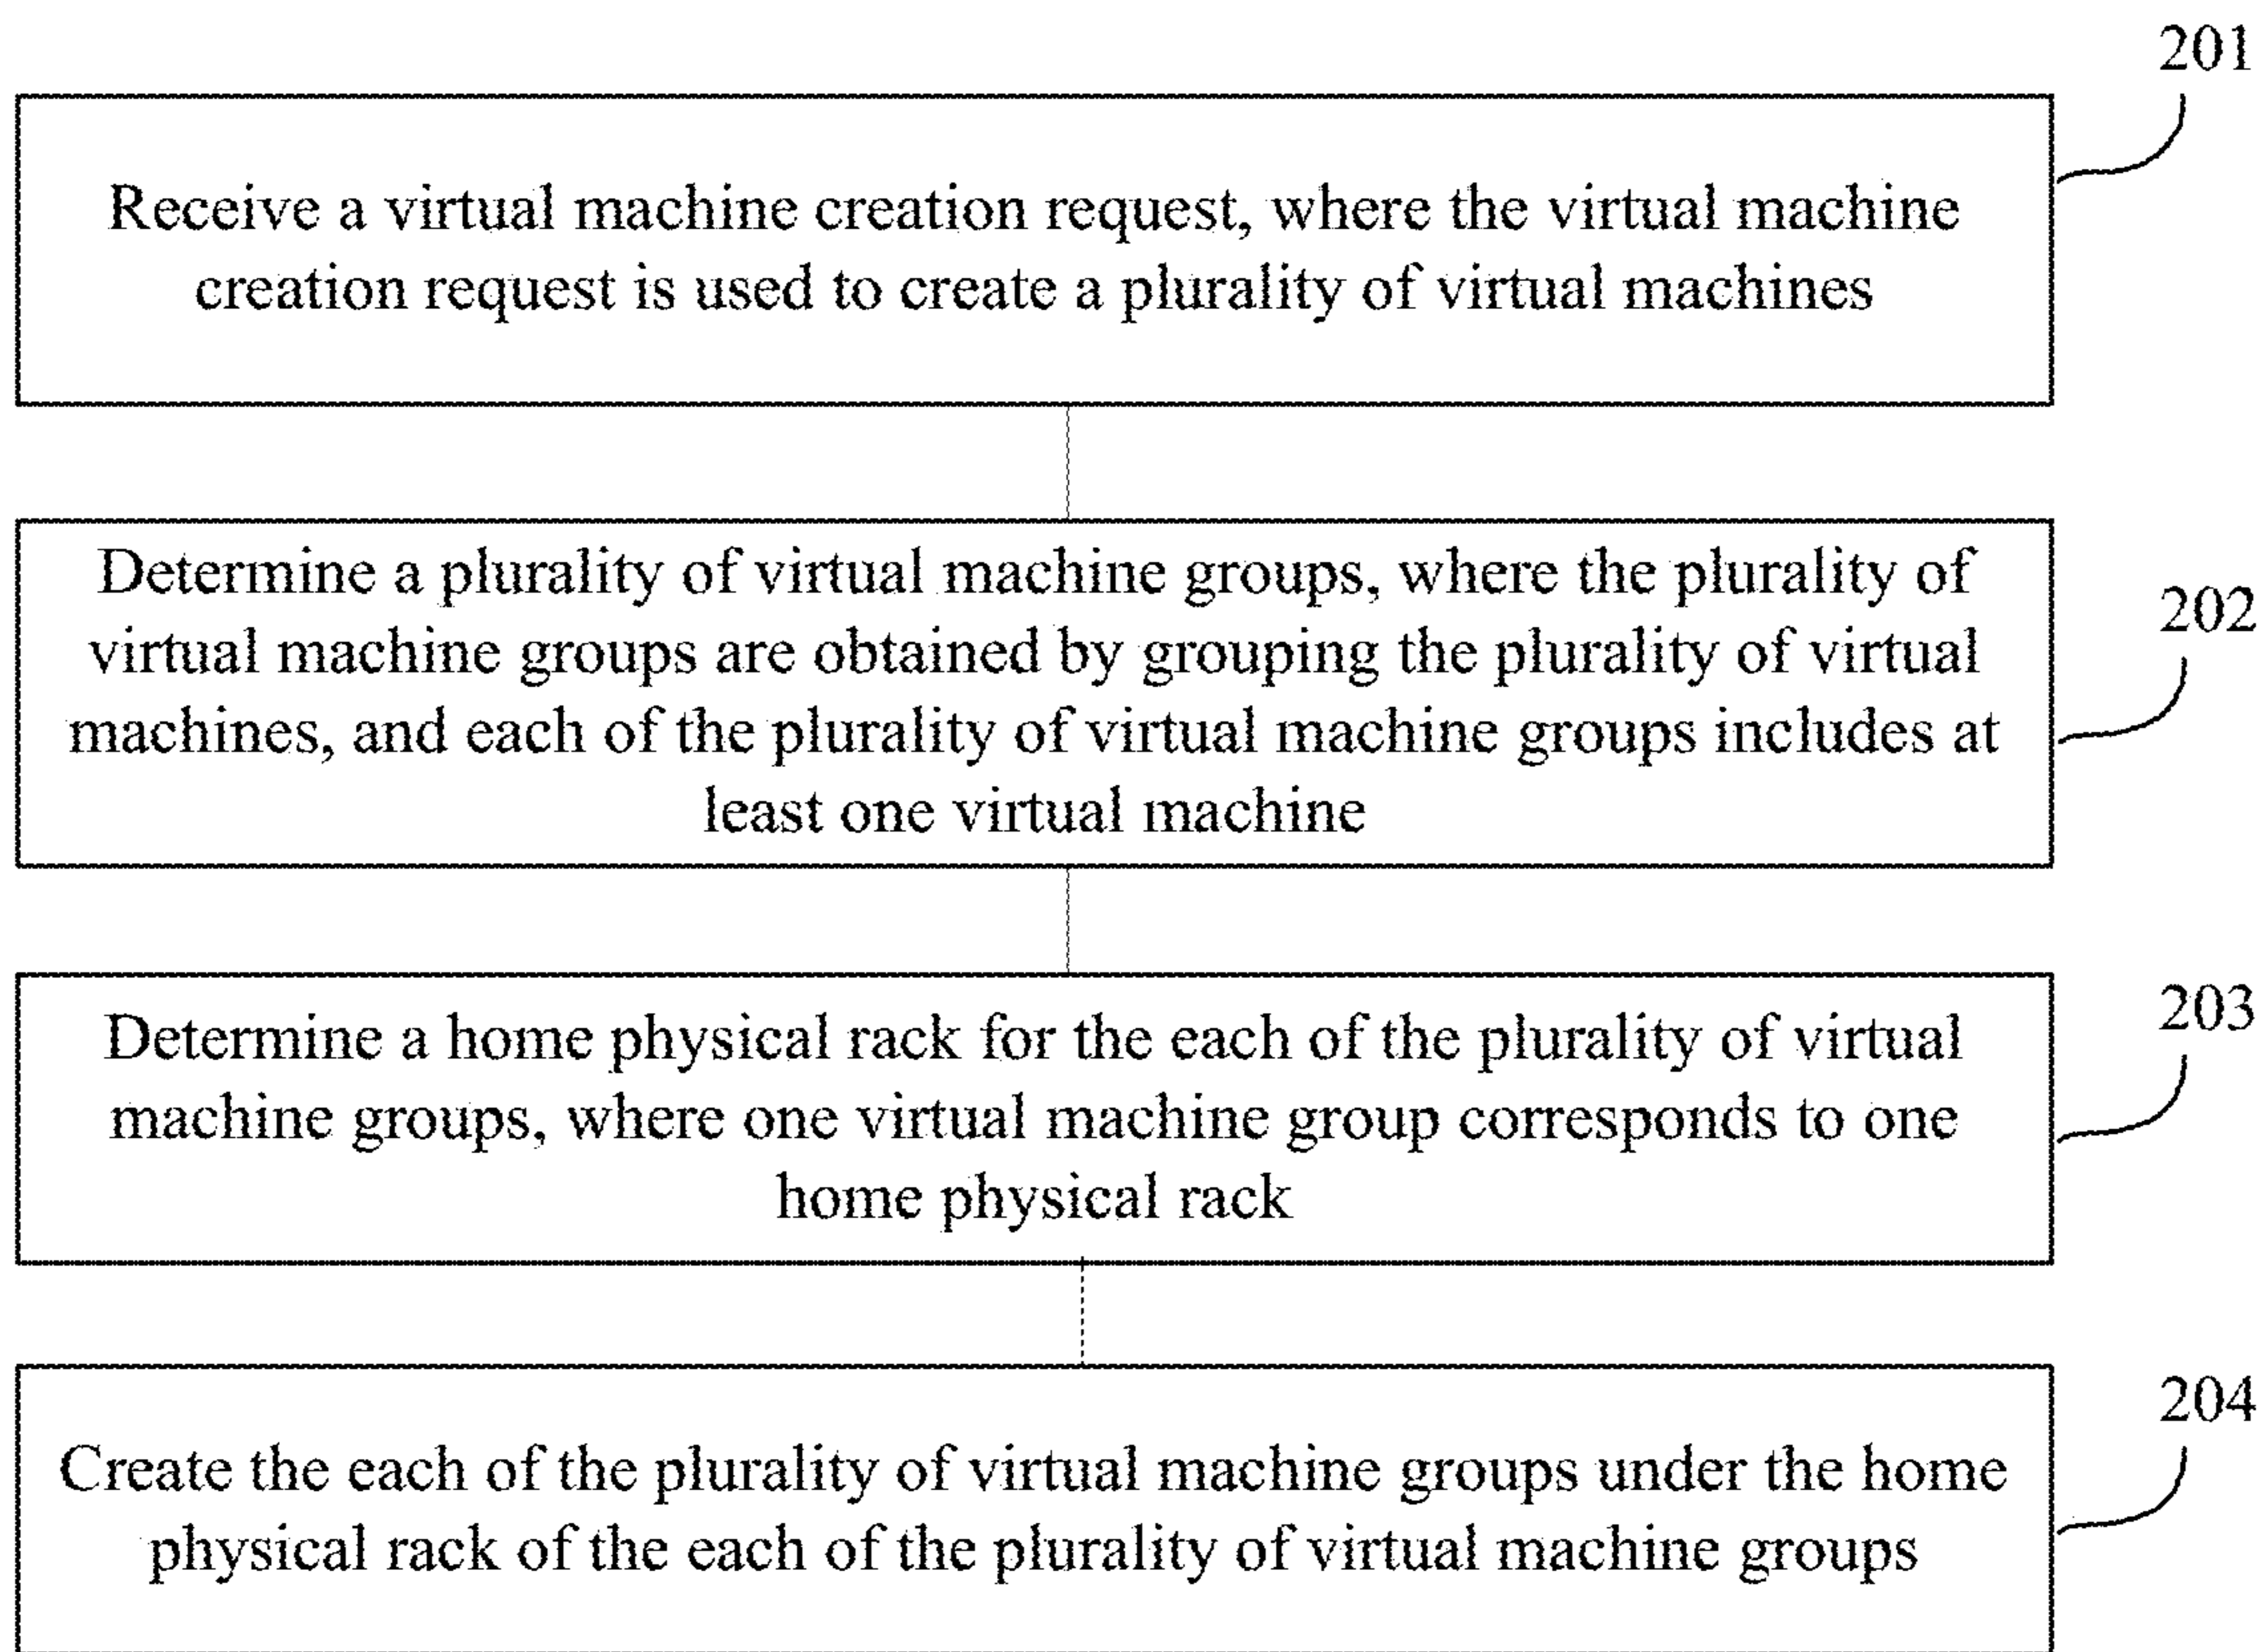 201
Receive a virtual machine creation request, where the virtual machine
creation request is used to create a plurality of virtual machines
202
Determine a plurality of virtual machine groups, where the plurality of
virtual machine groups are obtained by grouping the plurality of virtual
machines, and each of the plurality of virtual machine groups includes at
least one virtual machine
203
Determine a home physical rack for the each of the plurality of virtual
machine groups, where one virtual machine group corresponds to one
home physical rack
204
Create the each of the plurality of virtual machine groups under the home
physical rack of the each of the plurality of virtual machine groups